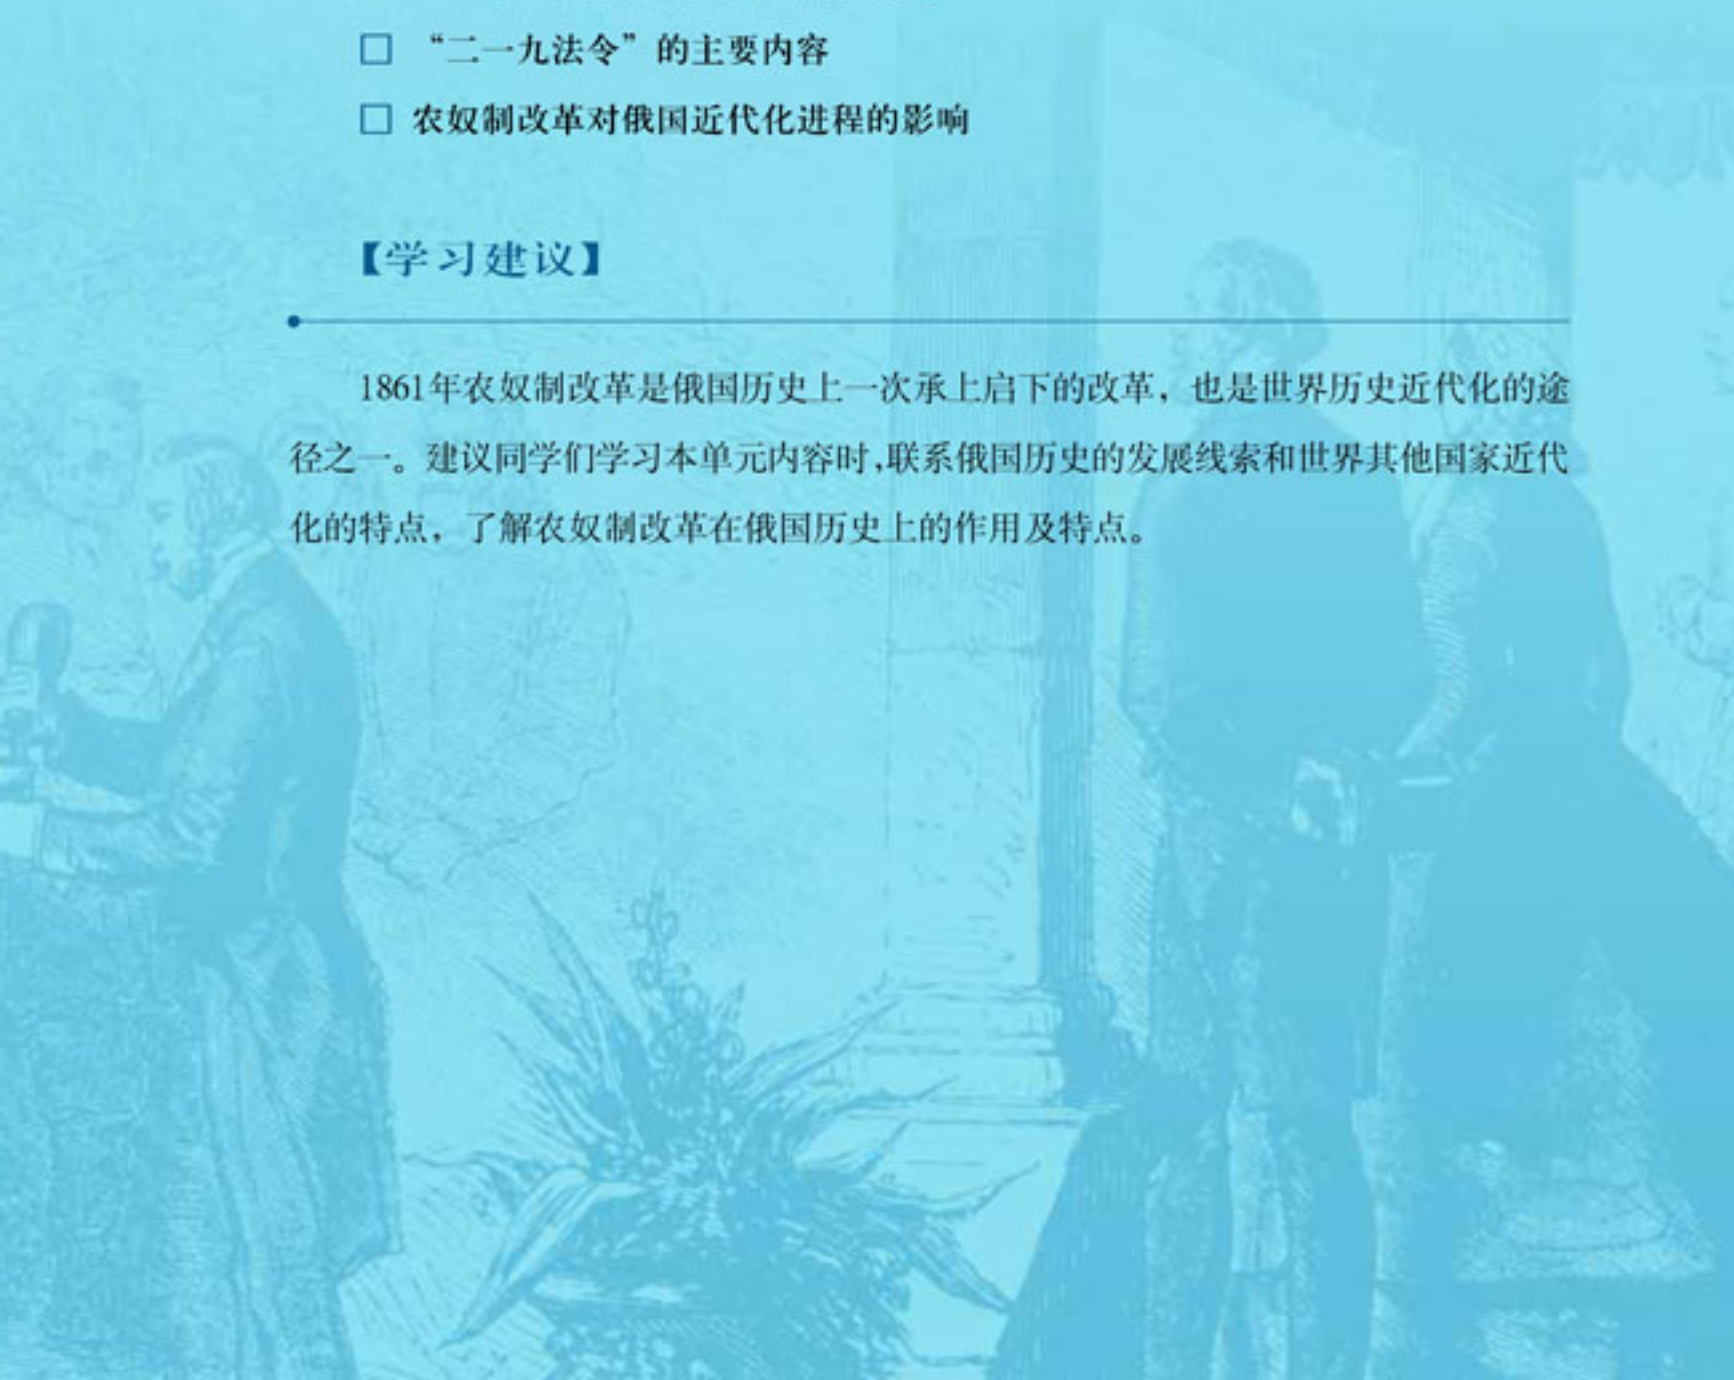 □ “二一九法令”的主要内容
□ 农奴制改革对俄国近代化进程的影响
【学习建议】
1861年农奴制改革是俄国历史上一次承上启下的改革，也是世界历史近代化的途
径之一。建议同学们学习本单元内容时，联系俄国历史的发展线索和世界其他国家近代
化的特点，了解农奴制改革在俄国历史上的作用及特点。